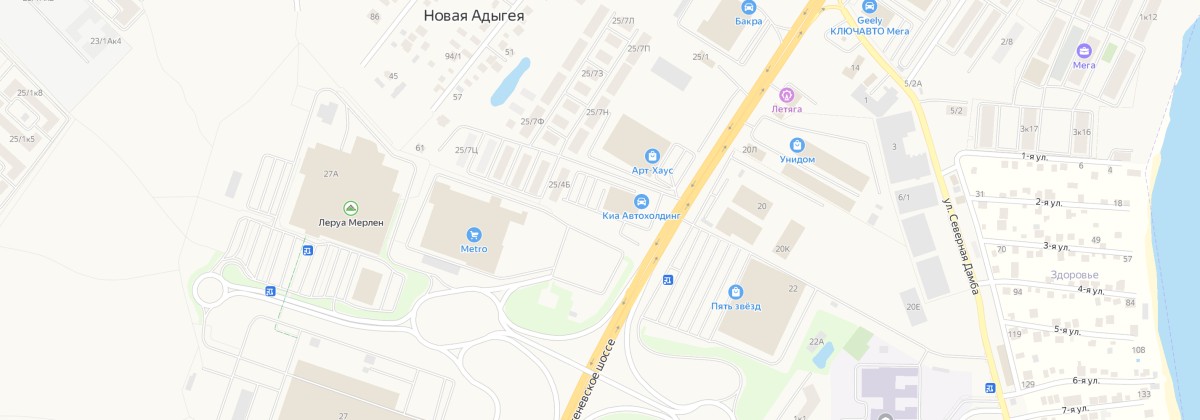 86
Новая Адыгея
25/7Л
Бакра
Geely
КЛЮЧАВТО Мега
1к12
23/1Ак4
94/1
51
25/7П
25/1
2/8
Мега
45
25/7З
14
5/2А
25/1к8
57
25/7Н
Летяга
1
5/2
25/7Ф
3к17
3к16
25/1к5
61
25/7Ц
Арт-Хаус
20Л
Унидом
3
1-я ул.
6
27А
25/4Б
Леруа Мерлен
Киа Автохолдинг
20
6/1
31
2-я ул.
18
ул. Северная Дамба
Metro
20К
70
3-я ул.
49
57
Здоровье
22
Пять звёзд
94
4-я ул.
84
20Е
119
5-я ул.
10В
22А
еневское шоссе
129
6-я ул.
133
27
1к1
7-я ул.